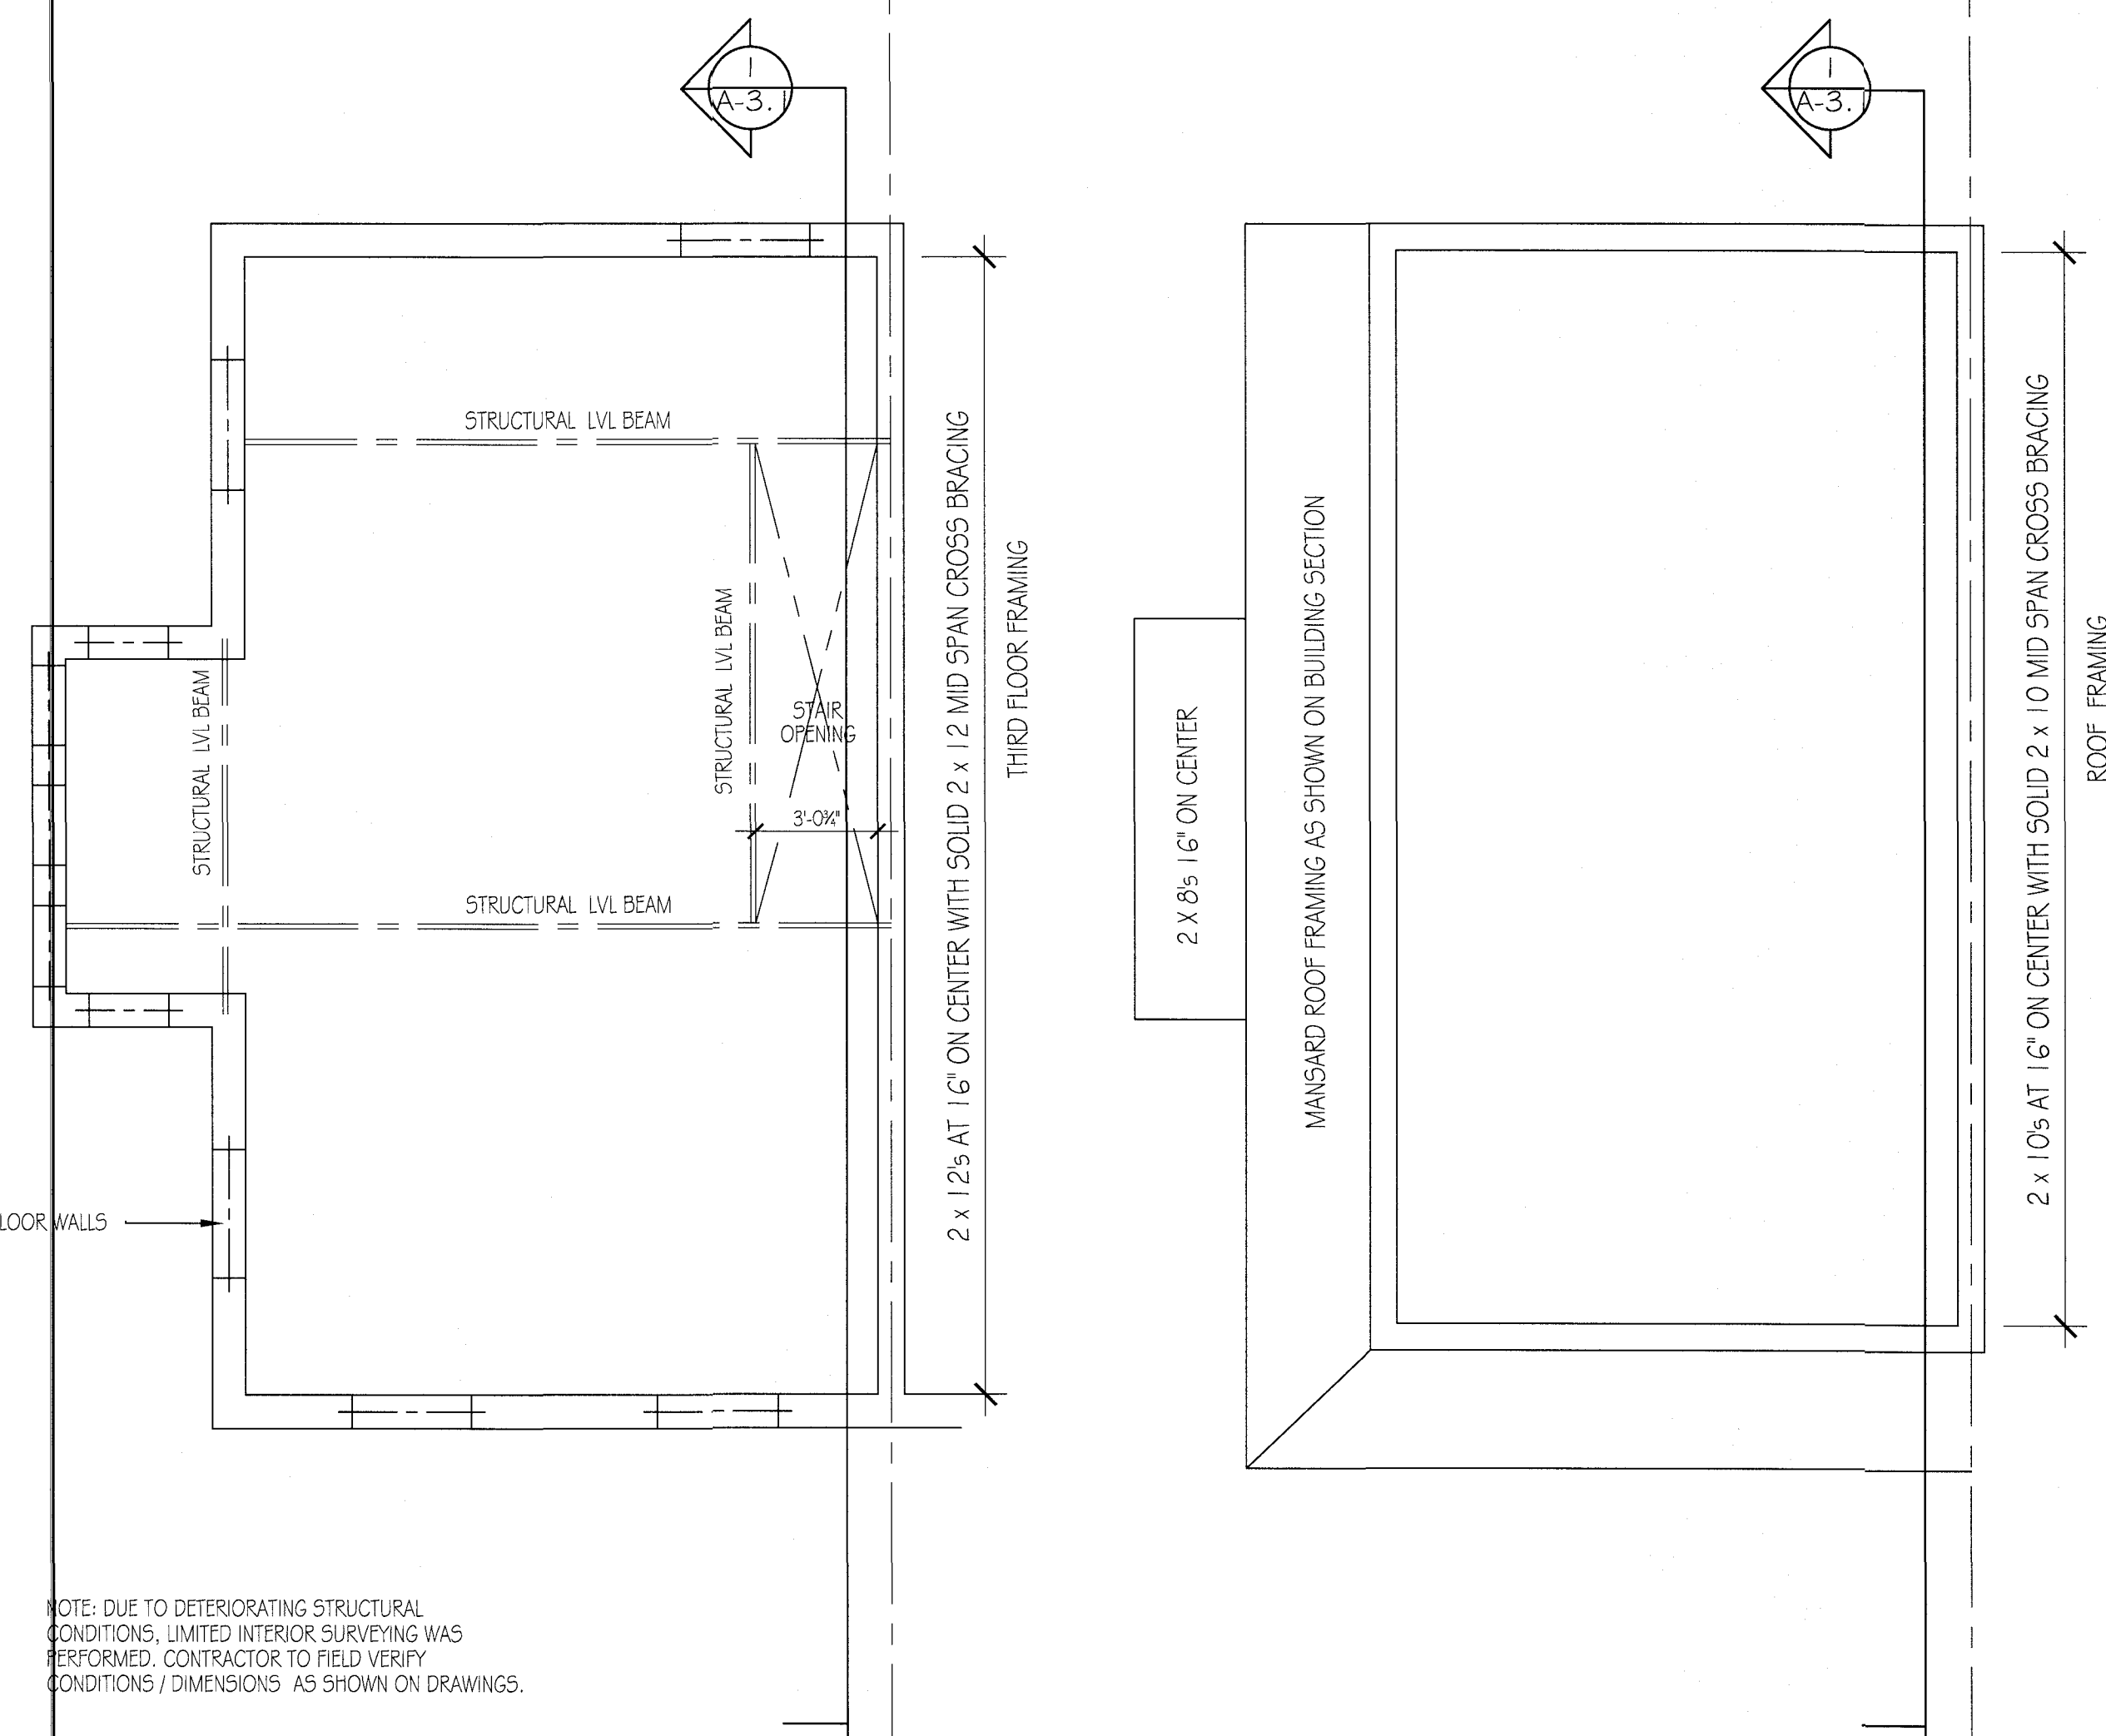 A-3.1
A-3.1
STRUCTURAL LVL BEAM
STRUCTURAL LVL BEAM
STRUCTURAL LVL BEAM
STAIR
OPENING
3'-0¾"
STRUCTURAL LVL BEAM
2 x 12's AT 16" ON CENTER WITH SOLID 2 x 12 MID SPAN CROSS BRACING
THIRD FLOOR FRAMING
LOOR WALLS
2 X 8's 16" ON CENTER
MANSARD ROOF FRAMING AS SHOWN ON BUILDING SECTION
2 x 10's AT 16" ON CENTER WITH SOLID 2 x 10 MID SPAN CROSS BRACING
ROOF FRAMING
NOTE: DUE TO DETERIORATING STRUCTURAL
CONDITIONS, LIMITED INTERIOR SURVEYING WAS
PERFORMED. CONTRACTOR TO FIELD VERIFY
CONDITIONS / DIMENSIONS AS SHOWN ON DRAWINGS.